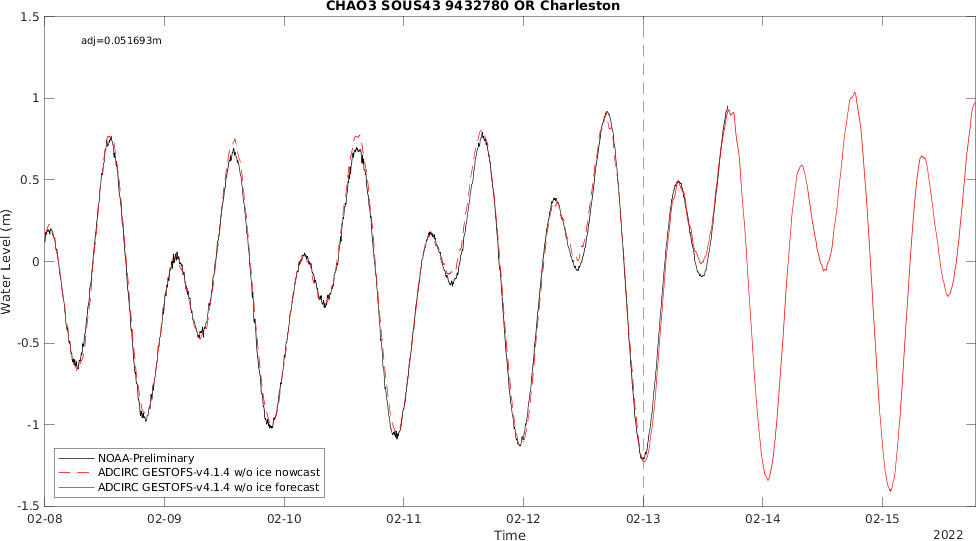 CHAO3 SOUS43 9432780 OR Charleston
adj=0.051693m
1.5
1
0.5
0
-0.5
-1
-1.5
Water Level (m)
NOAA-Preliminary
ADCIRC GESTOFS-v4.1.4 w/o ice nowcast
ADCIRC GESTOFS-v4.1.4 w/o ice forecast
02-08 02-09 02-10 02-11 02-12 02-13 02-14 02-15
Time
2022